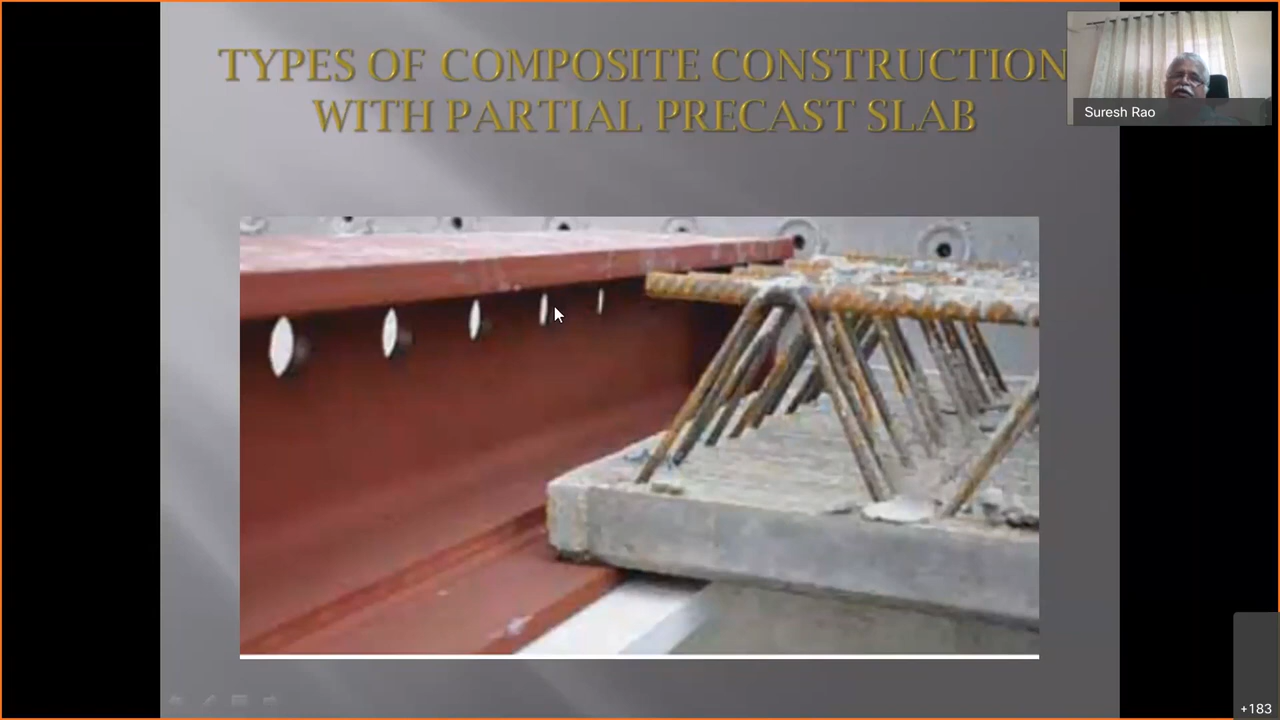 TYPES OF COMPOSITE CONSTRUCTION
WITH PARTIAL PRECAST SLAB
Suresh Rao
+183